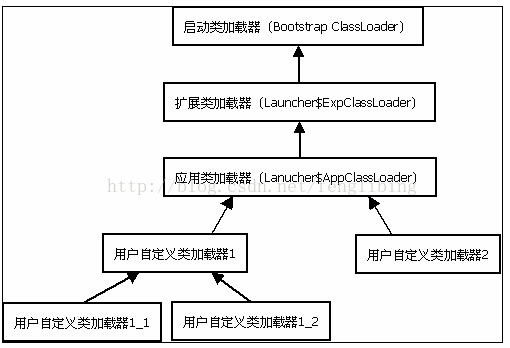 启动类加载器（Bootstrap ClassLoader）
扩展类加载器（Launcher$ExpClassLoader）
应用类加载器（Lanucher$AppClassLoader）
http://blog.csdn.net/fenglibing
用户自定义类加载器1
用户自定义类加载器2
用户自定义类加载器1_1
用户自定义类加载器1_2